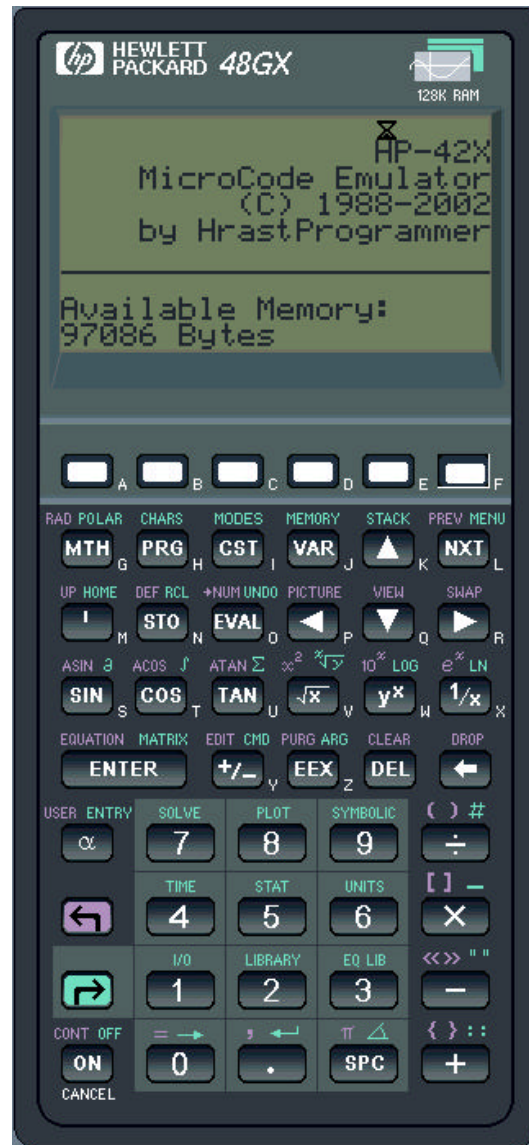 hp HEWLETT PACKARD 48GX
128K RAM
HP-42X
MicroCode Emulator
(C) 1988-2002
by HrastProgrammer
Available Memory:
97086 Bytes
A B C D E F
RAD POLAR CHARS MODES MEMORY STACK PREV MENU
MTH G PRG H CST I VAR J ▲ K NXT L
UP HOME DEF RCL →NUM UNDO PICTURE VIEW SWAP
' M STO N EVAL O ◀ P ▼ Q ▶ R
ASIN ∂ ACOS ∫ ATAN Σ x² ˣ√y 10ˣ LOG eˣ LN
SIN S COS T TAN U √x V yˣ W 1/x X
EQUATION MATRIX EDIT CMD PURG ARG CLEAR DROP
ENTER +/− Y EEX Z DEL ←
USER ENTRY SOLVE PLOT SYMBOLIC ( ) #
α 7 8 9 ÷
TIME STAT UNITS [ ] _
4 5 6 ×
I/O LIBRARY EQ LIB «» " "
1 2 3 −
CONT OFF = → , ↵ π ∡ { } : :
ON 0 . SPC +
CANCEL